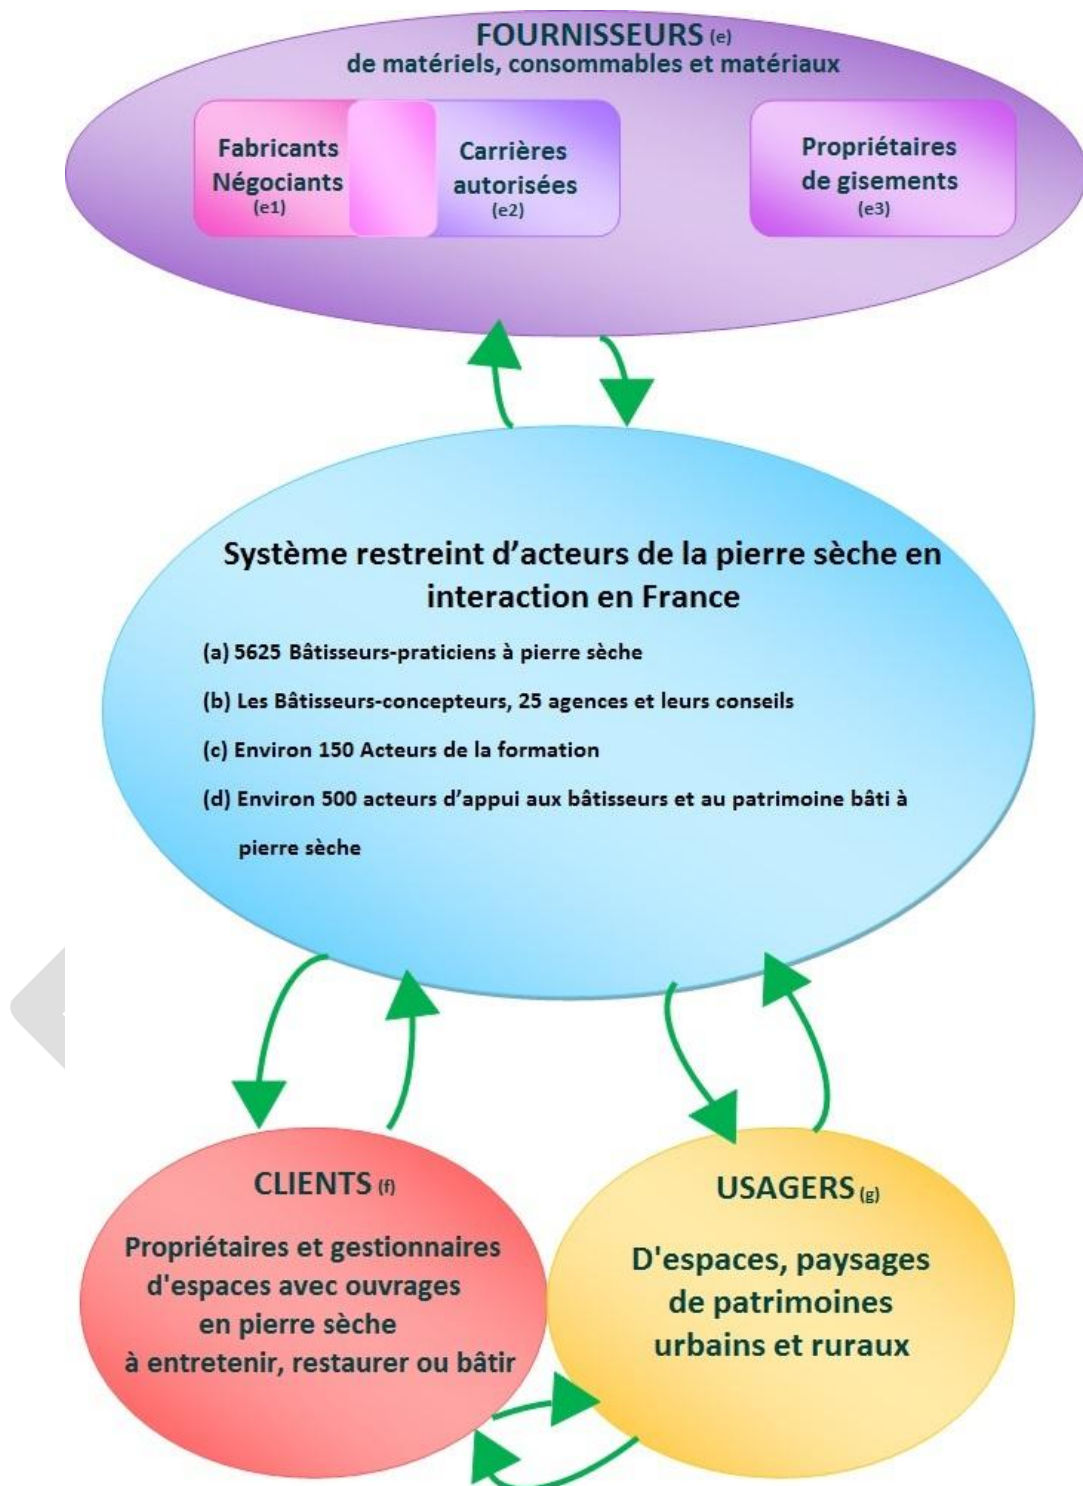 FOURNISSEURS (e)
de matériels, consommables et matériaux
Fabricants
Négociants
(e1)
Carrières
autorisées
(e2)
Propriétaires
de gisements
(e3)
Système restreint d’acteurs de la pierre sèche en
interaction en France
(a) 5625 Bâtisseurs-praticiens à pierre sèche
(b) Les Bâtisseurs-concepteurs, 25 agences et leurs conseils
(c) Environ 150 Acteurs de la formation
(d) Environ 500 acteurs d’appui aux bâtisseurs et au patrimoine bâti à
pierre sèche
CLIENTS (f)
Propriétaires et gestionnaires
d'espaces avec ouvrages
en pierre sèche
à entretenir, restaurer ou bâtir
USAGERS (g)
D'espaces, paysages
de patrimoines
urbains et ruraux